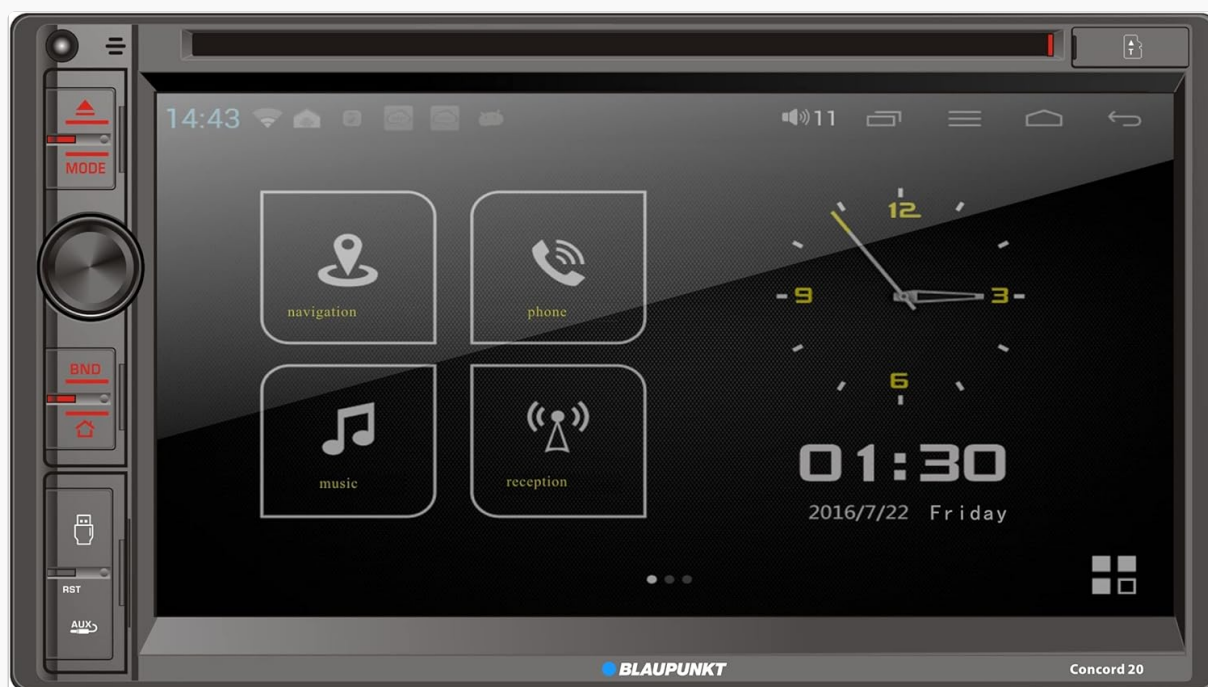 14:43
11
MODE
BND
RST
AUX
navigation
phone
music
reception
12
3
6
9
01:30
2016/7/22 Friday
BLAUPUNKT
Concord 20